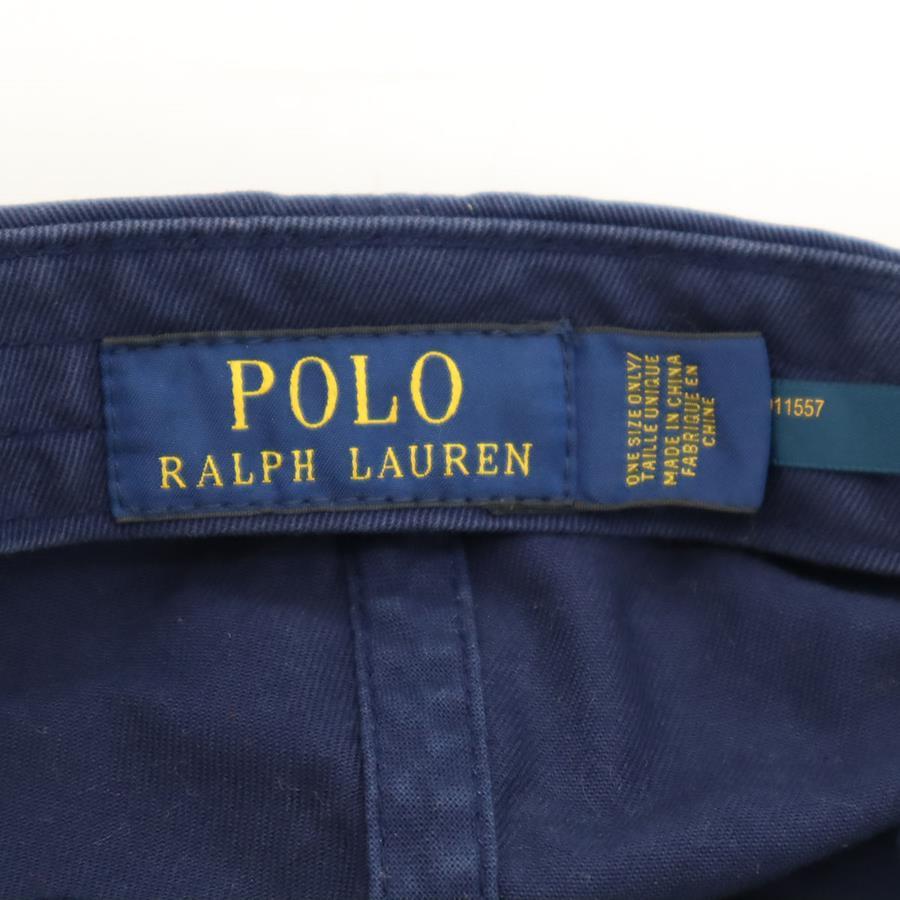 POLO
RALPH LAUREN
ONE SIZE ONLY/
TAILLE UNIQUE
MADE IN CHINA
FABRIQUE EN
CHINE
11557